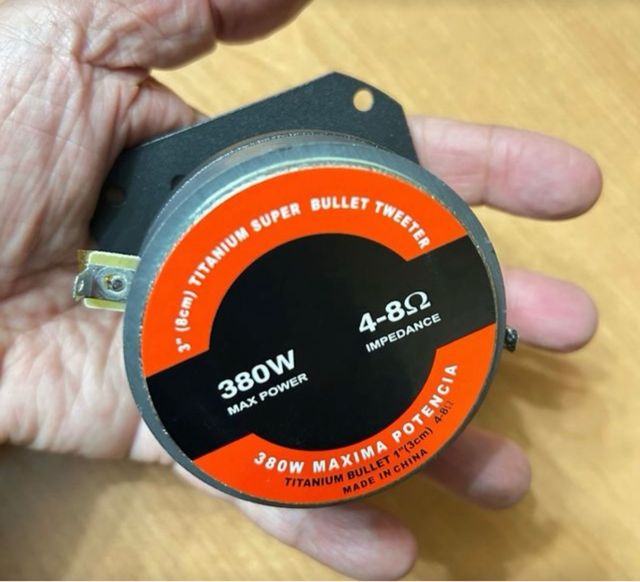 3" (8cm) TITANIUM SUPER BULLET TWEETER
4-8Ω
IMPEDANCE
380W
MAX POWER
380W MAXIMA POTENCIA
TITANIUM BULLET 1"(3cm) 4-8Ω
MADE IN CHINA